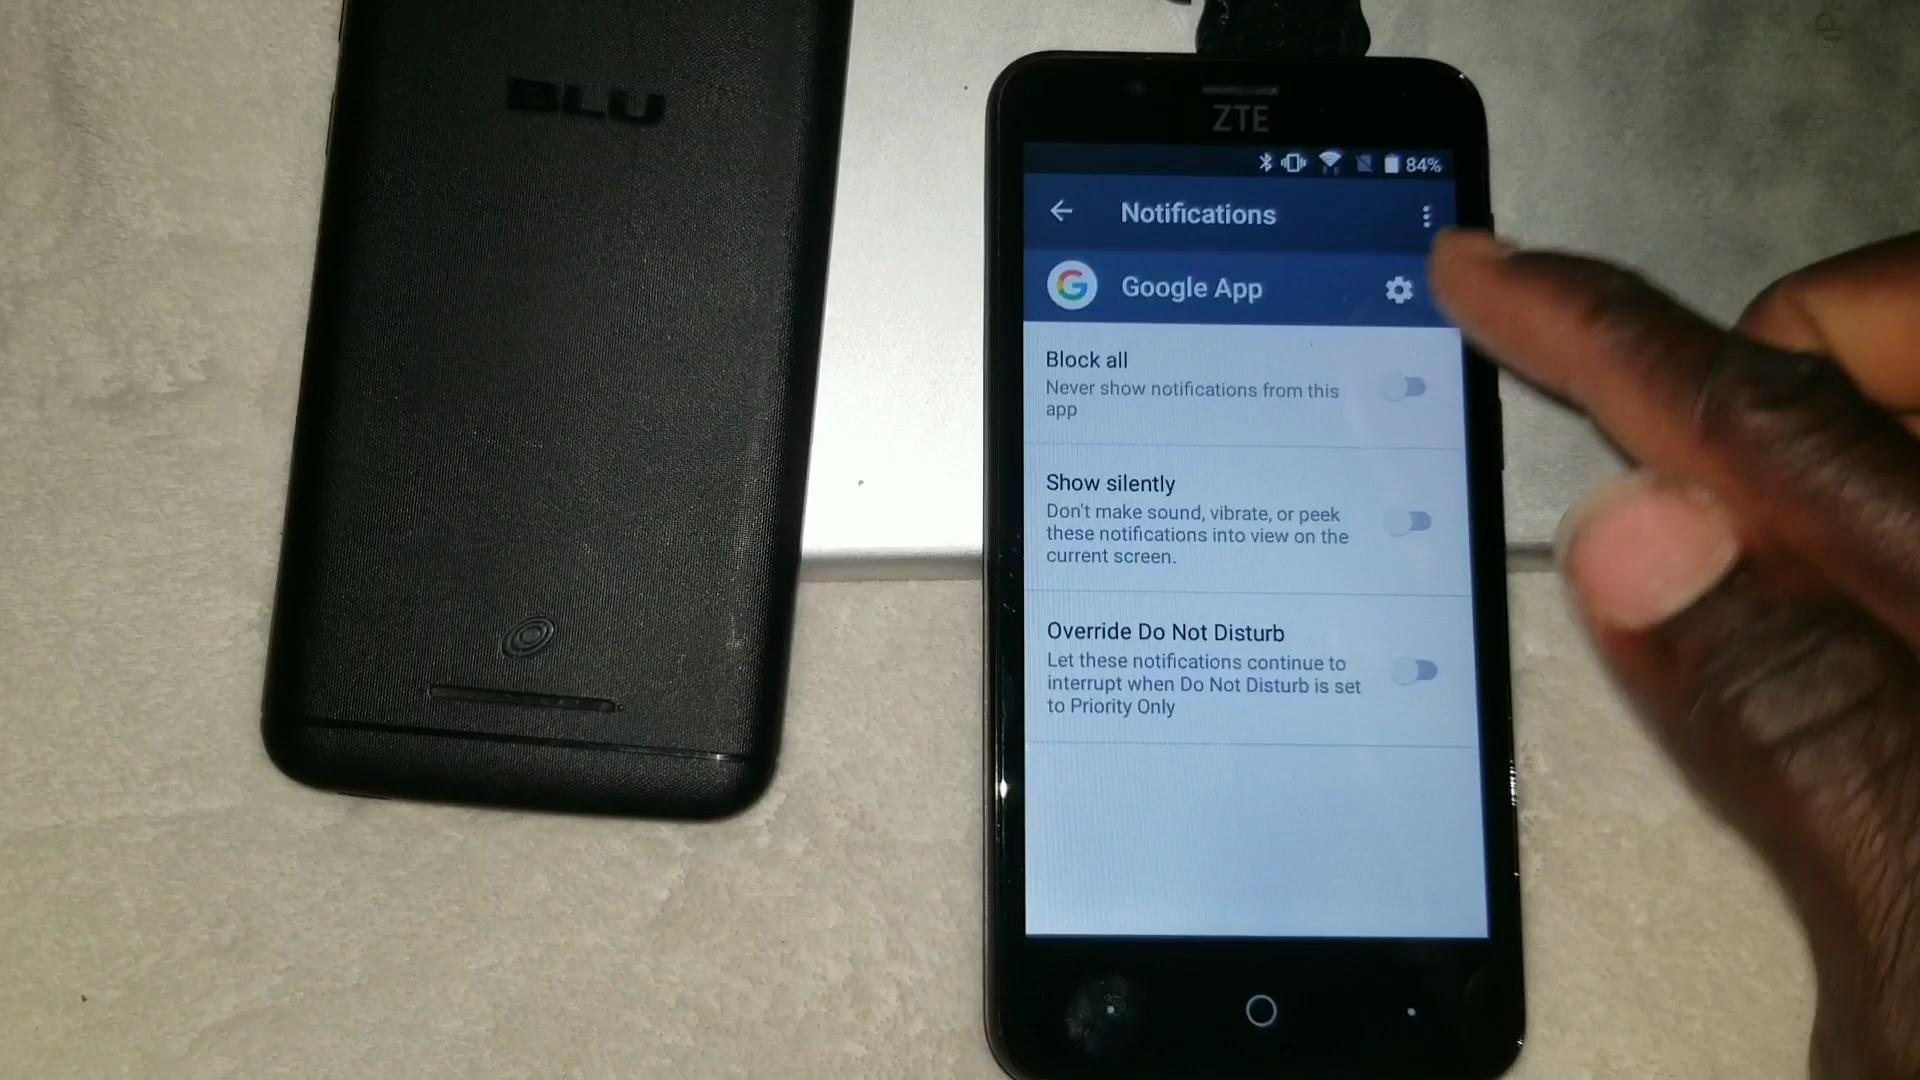 BLU
ZTE
84%
Notifications
Google App
Block all
Never show notifications from this
app
Show silently
Don't make sound, vibrate, or peek
these notifications into view on the
current screen.
Override Do Not Disturb
Let these notifications continue to
interrupt when Do Not Disturb is set
to Priority Only